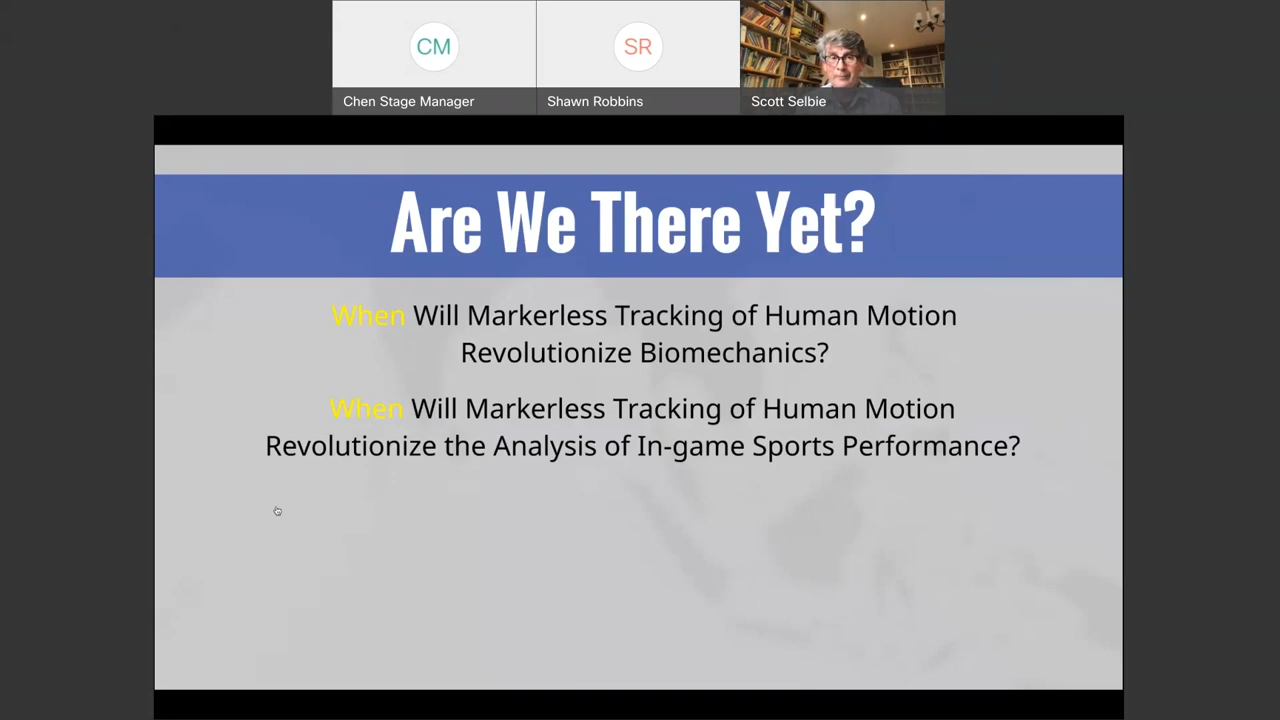 CM
SR
Chen Stage Manager
Shawn Robbins
Scott Selbie
Are We There Yet?
When Will Markerless Tracking of Human Motion
Revolutionize Biomechanics?
When Will Markerless Tracking of Human Motion
Revolutionize the Analysis of In-game Sports Performance?